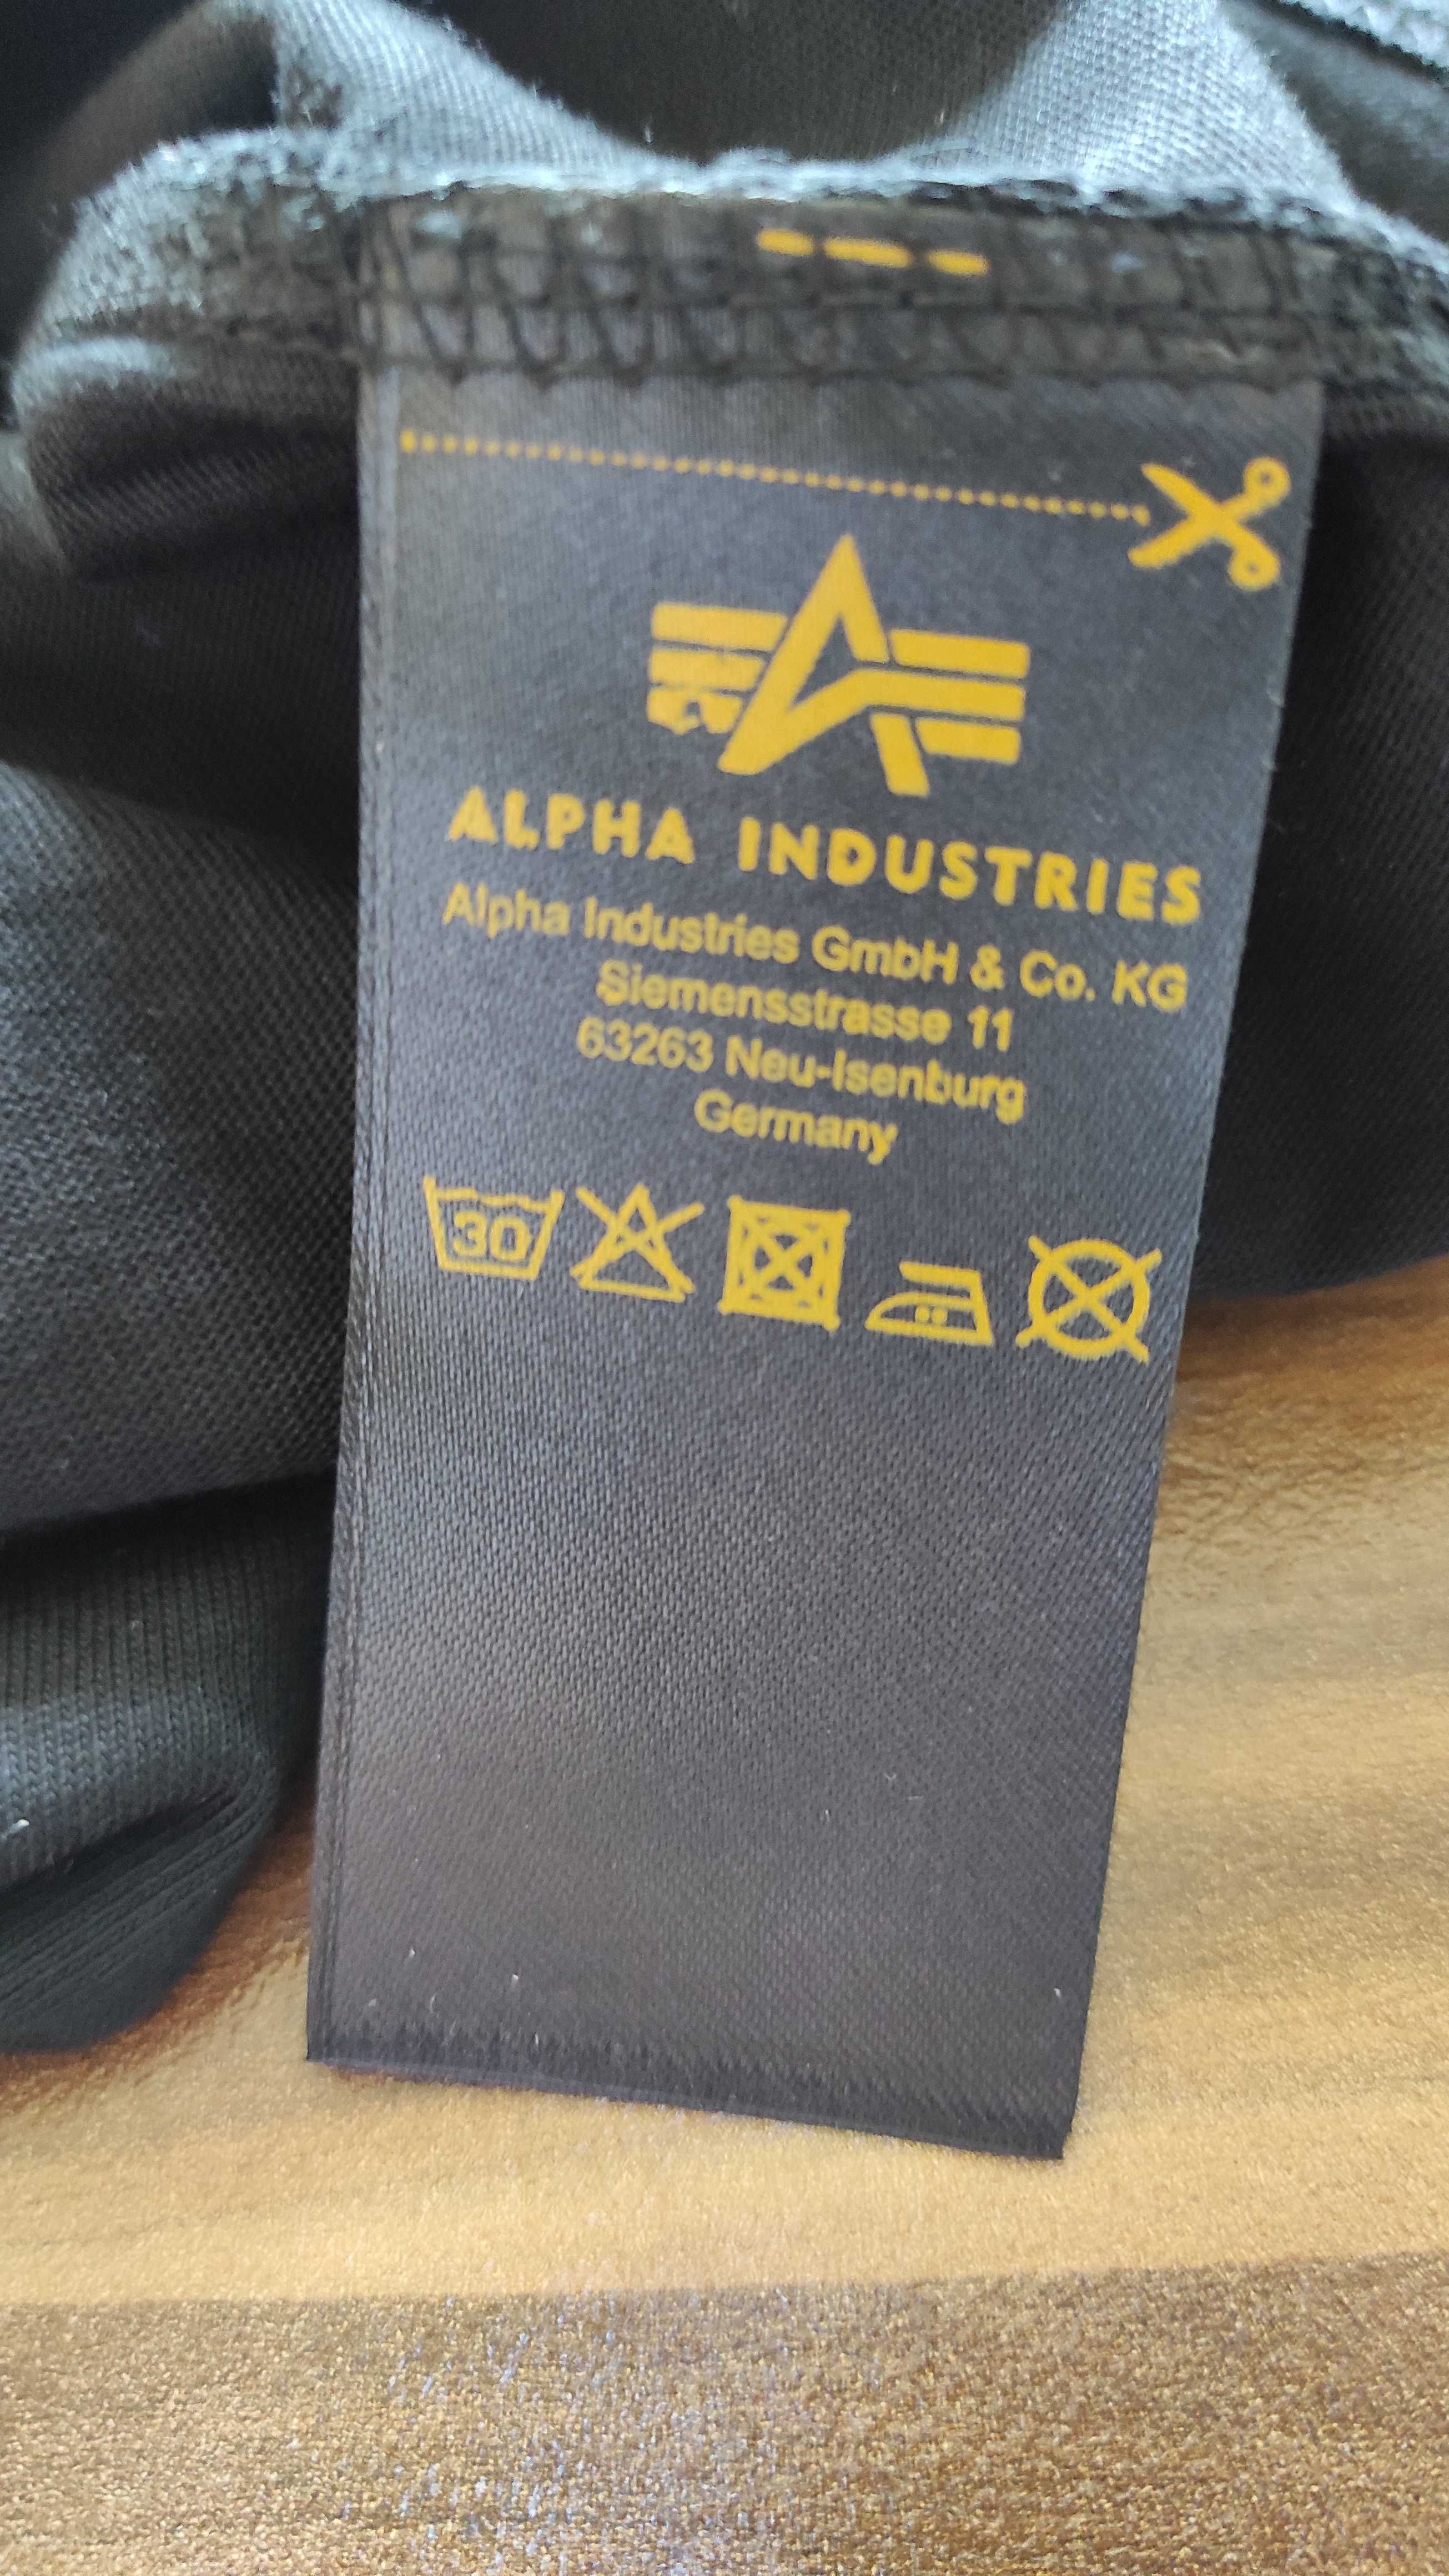 ALPHA INDUSTRIES
Alpha Industries GmbH & Co. KG
Siemensstrasse 11
63263 Neu-Isenburg
Germany
30